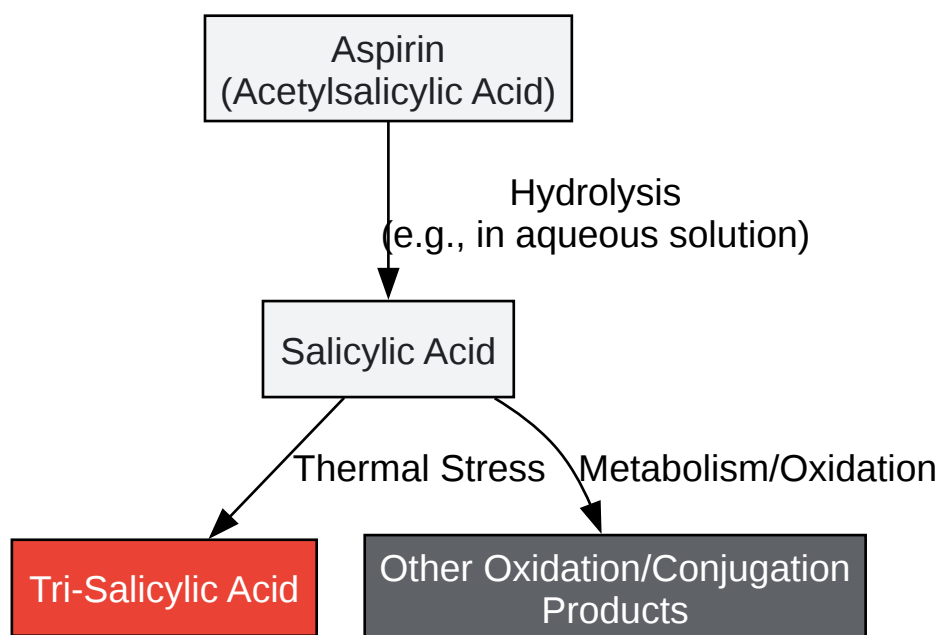 Aspirin
(Acetylsalicylic Acid)
Hydrolysis
(e.g., in aqueous solution)
Salicylic Acid
Thermal Stress
Metabolism/Oxidation
Tri-Salicylic Acid
Other Oxidation/Conjugation
Products